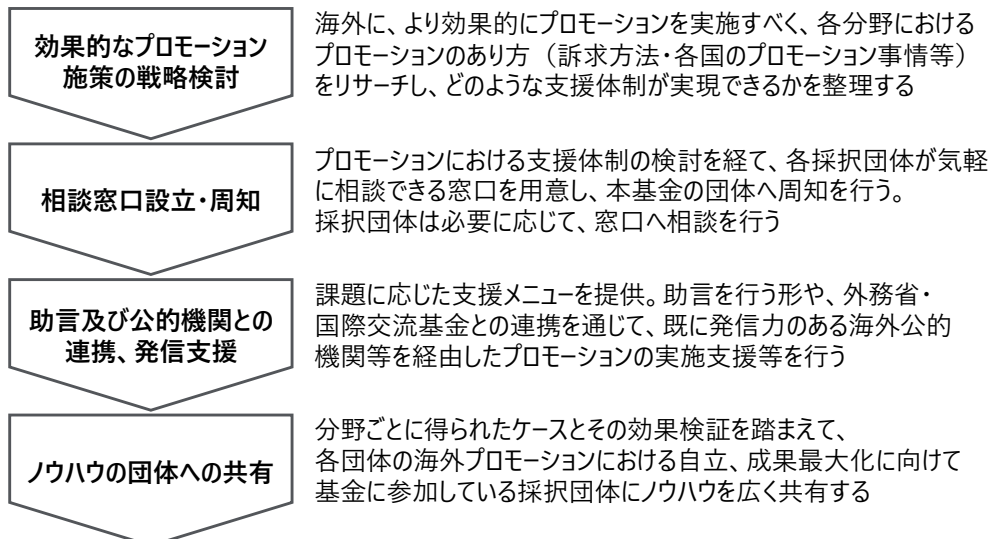 効果的なプロモーション
施策の戦略検討
海外に、より効果的にプロモーションを実施すべく、各分野における
プロモーションのあり方（訴求方法・各国のプロモーション事情等）
をリサーチし、どのような支援体制が実現できるかを整理する
相談窓口設立・周知
プロモーションにおける支援体制の検討を経て、各採択団体が気軽
に相談できる窓口を用意し、本基金の団体へ周知を行う。
採択団体は必要に応じて、窓口へ相談を行う
助言及び公的機関との
連携、発信支援
課題に応じた支援メニューを提供。助言を行う形や、外務省・
国際交流基金との連携を通じて、既に発信力のある海外公的
機関等を経由したプロモーションの実施支援等を行う
ノウハウの団体への共有
分野ごとに得られたケースとその効果検証を踏まえて、
各団体の海外プロモーションにおける自立、成果最大化に向けて
基金に参加している採択団体にノウハウを広く共有する